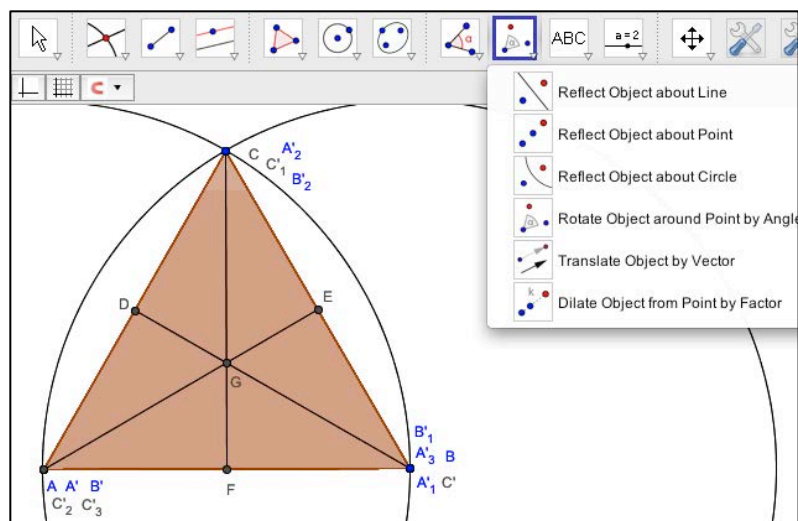 α α ABC a = 2
Reflect Object about Line
Reflect Object about Point
Reflect Object about Circle
α Rotate Object around Point by Angle
Translate Object by Vector
k Dilate Object from Point by Factor
C C'₁ A'₂
B'₂
D
E
G
B'₁
A'₃ B
A A' B' F A'₁ C'
C'₂ C'₃